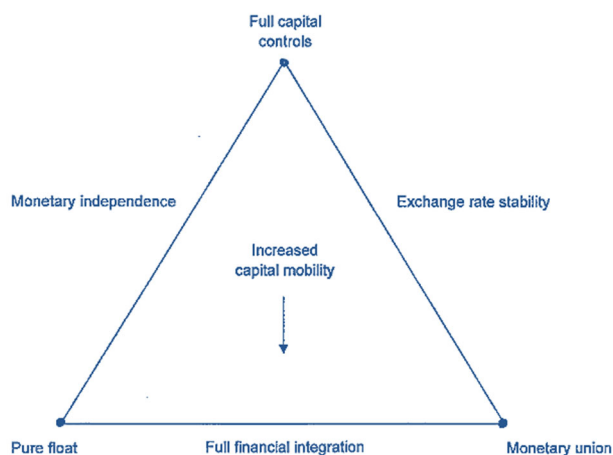 Full capital
controls
Monetary independence
Exchange rate stability
Increased
capital mobility
Pure float
Full financial integration
Monetary union